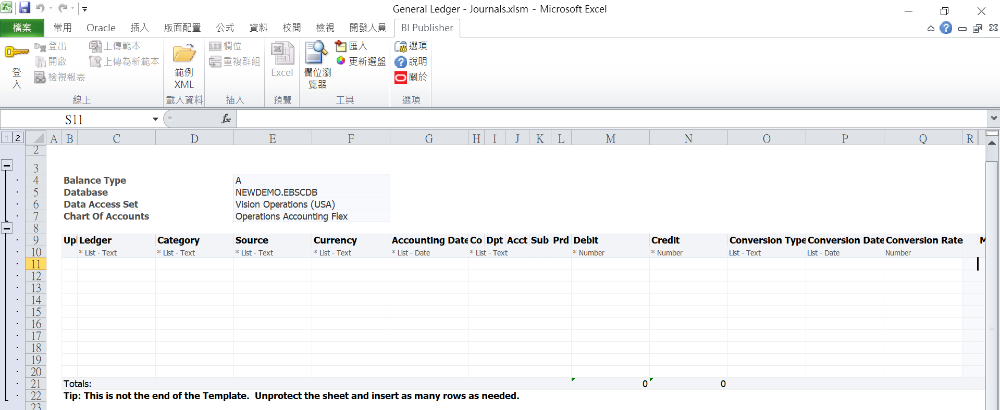 General Ledger - Journals.xlsm - Microsoft Excel
檔案 常用 Oracle 插入 版面配置 公式 資料 校閱 檢視 開發人員 BI Publisher
登入
登出
開啟
檢視報表
上傳範本
上傳為新範本
線上
範例
XML
載入資料
欄位
重複群組
插入
Excel
預覽
欄位瀏
覽器
匯入
更新選盤
工具
選項
說明
關於
選項
S11 fx
1 2 A B C D E F G H I J K L M N O P Q R
2
3
4 Balance Type A
5 Database NEWDEMO.EBSCDB
6 Data Access Set Vision Operations (USA)
7 Chart Of Accounts Operations Accounting Flex
8
9 Upl Ledger Category Source Currency Accounting Date Co Dpt Acct Sub Prd Debit Credit Conversion Type Conversion Date Conversion Rate M
10 * List - Text * List - Text * List - Text * List - Text * List - Date * List - Text * Number * Number List - Text List - Date Number
11
12
13
14
15
16
17
18
19
20
21 Totals: 0 0
22 Tip: This is not the end of the Template. Unprotect the sheet and insert as many rows as needed.
23